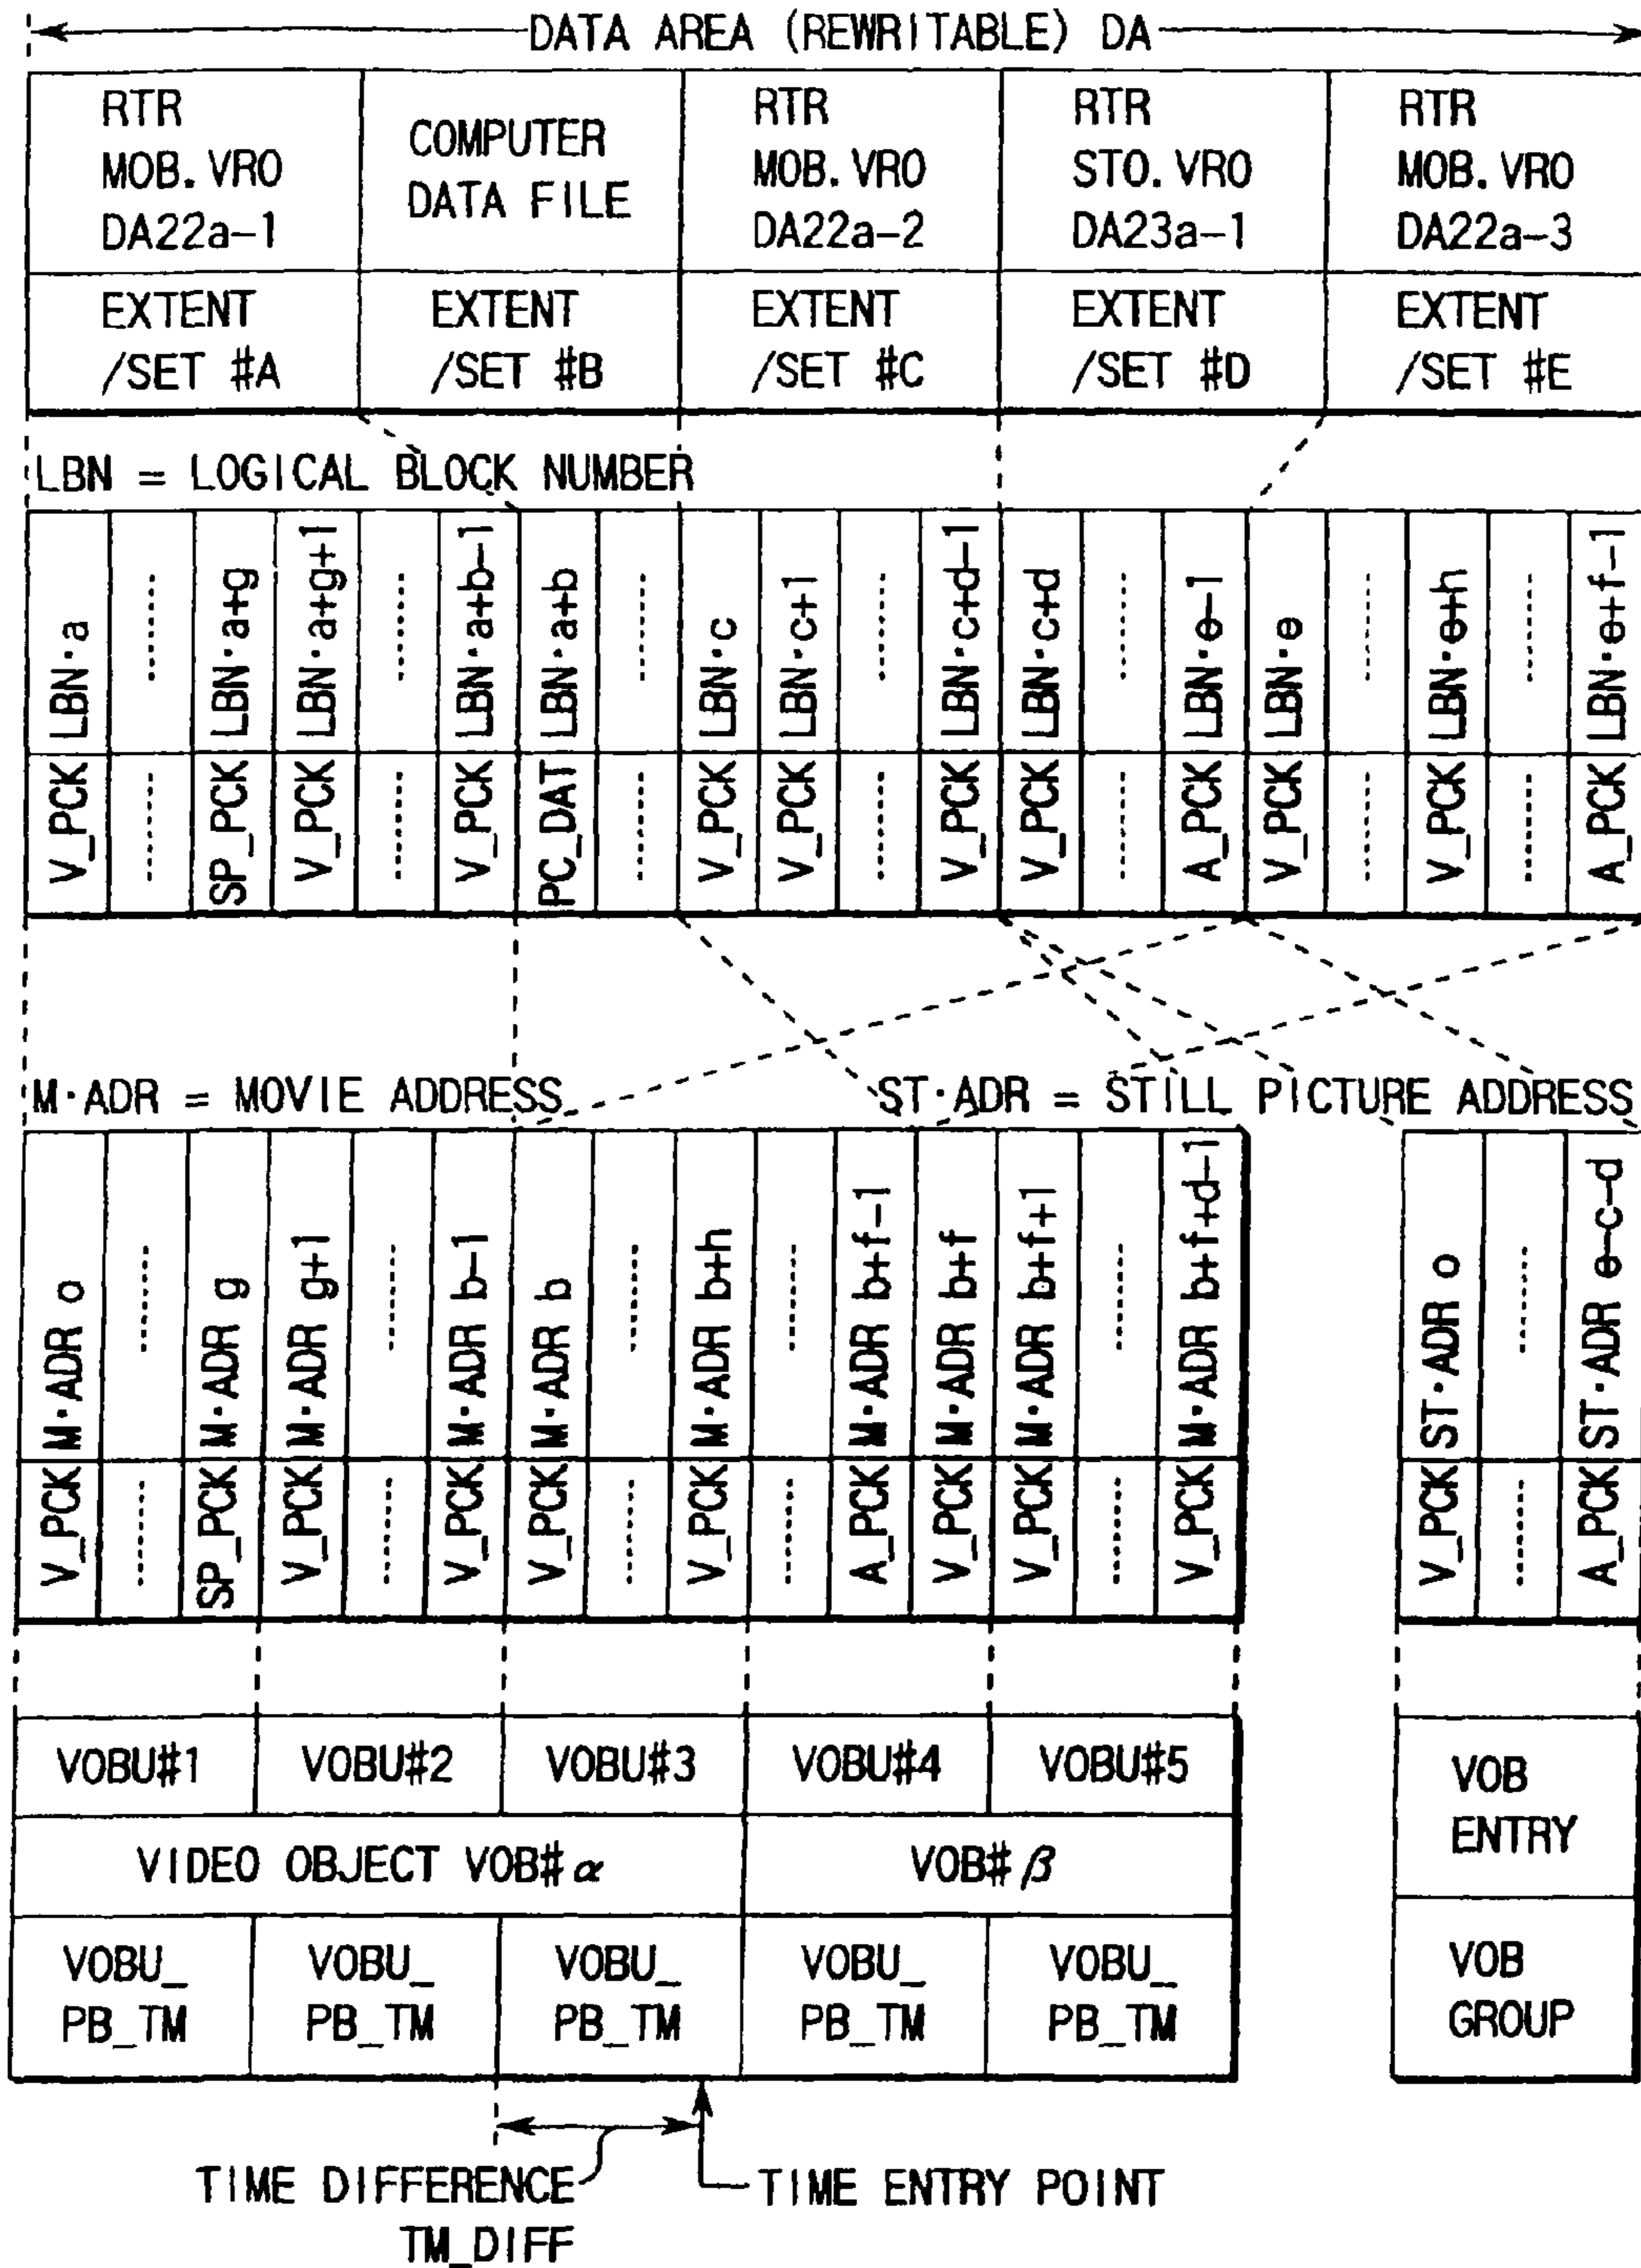 DATA AREA (REWRITABLE) DA
RTR
MOB.VRO
DA22a-1
COMPUTER
DATA FILE
RTR
MOB.VRO
DA22a-2
RTR
STO.VRO
DA23a-1
RTR
MOB.VRO
DA22a-3
EXTENT
/SET #A
EXTENT
/SET #B
EXTENT
/SET #C
EXTENT
/SET #D
EXTENT
/SET #E
LBN = LOGICAL BLOCK NUMBER
V_PCK LBN·a
SP_PCK LBN·a+g
V_PCK LBN·a+g+1
V_PCK LBN·a+b-1
PC_DAT LBN·a+b
V_PCK LBN·c
V_PCK LBN·c+1
V_PCK LBN·c+d-1
V_PCK LBN·c+d
A_PCK LBN·e-1
V_PCK LBN·e
V_PCK LBN·e+h
A_PCK LBN·e+f-1
M·ADR = MOVIE ADDRESS
ST·ADR = STILL PICTURE ADDRESS
V_PCK M·ADR o
SP_PCK M·ADR g
V_PCK M·ADR g+1
V_PCK M·ADR b-1
V_PCK M·ADR b
V_PCK M·ADR b+h
A_PCK M·ADR b+f-1
V_PCK M·ADR b+f
V_PCK M·ADR b+f+1
V_PCK M·ADR b+f+d-1
V_PCK ST·ADR o
A_PCK ST·ADR e-c-d
VOBU#1
VOBU#2
VOBU#3
VOBU#4
VOBU#5
VIDEO OBJECT VOB#α
VOB#β
VOBU_
PB_TM
VOBU_
PB_TM
VOBU_
PB_TM
VOBU_
PB_TM
VOBU_
PB_TM
VOB
ENTRY
VOB
GROUP
TIME DIFFERENCE
TM_DIFF
TIME ENTRY POINT